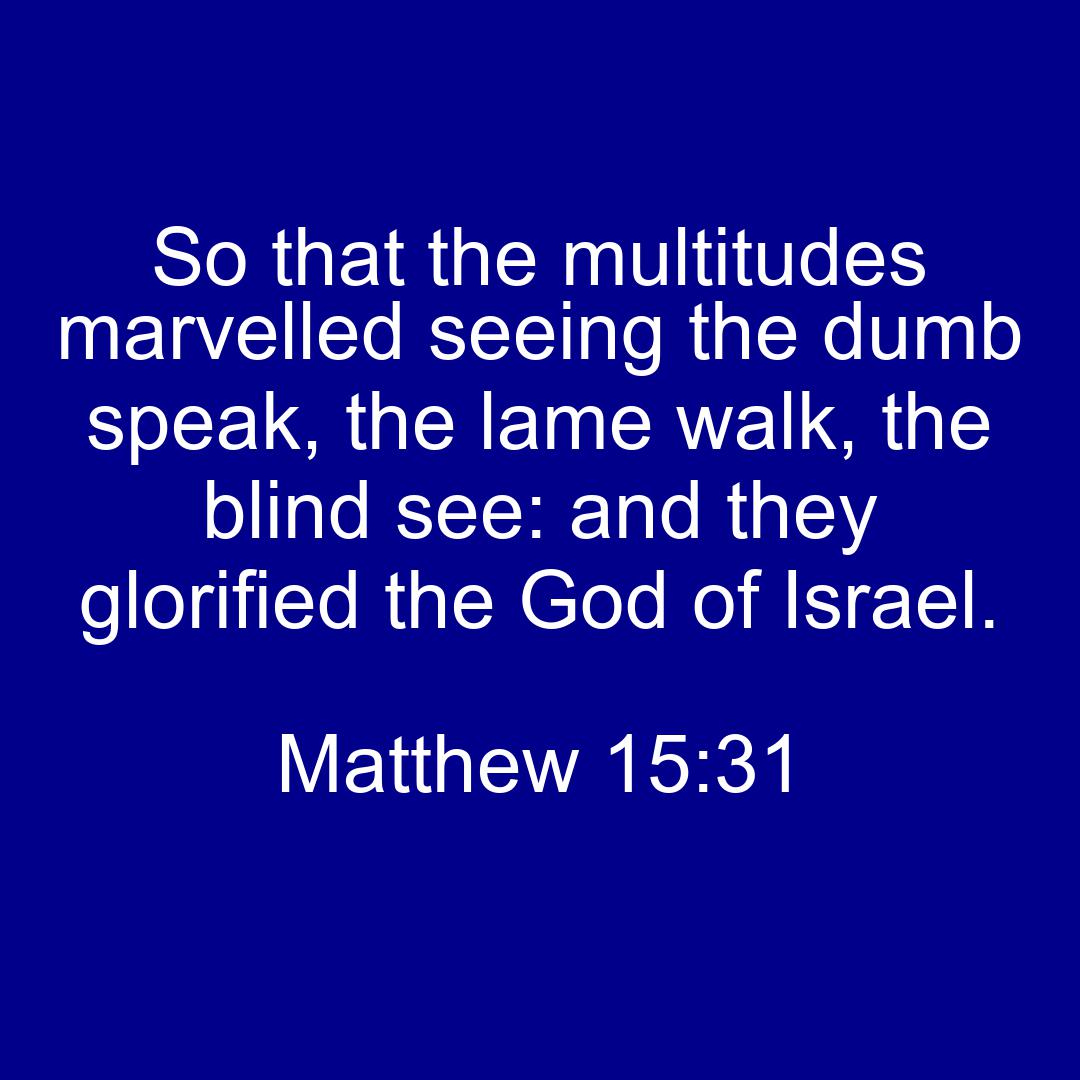 So that the multitudes
marvelled seeing the dumb
speak, the lame walk, the
blind see: and they
glorified the God of Israel.
Matthew 15:31